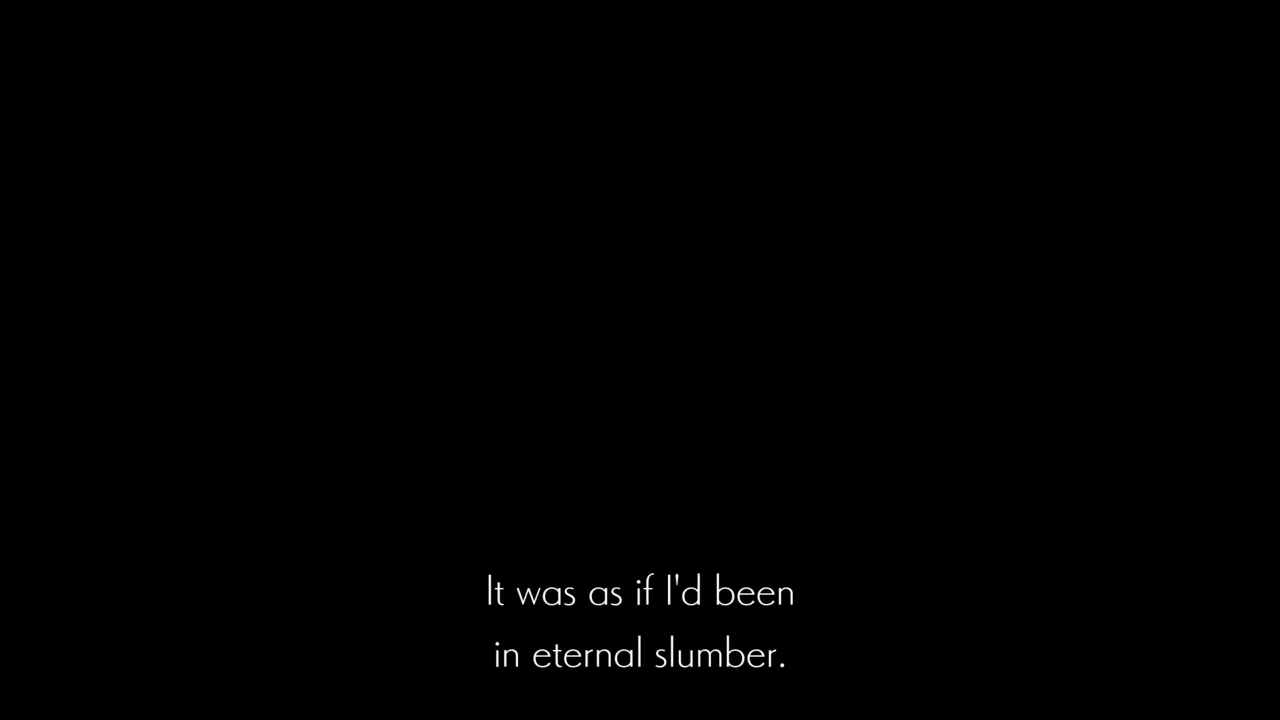 It was as if I'd been
in eternal slumber.